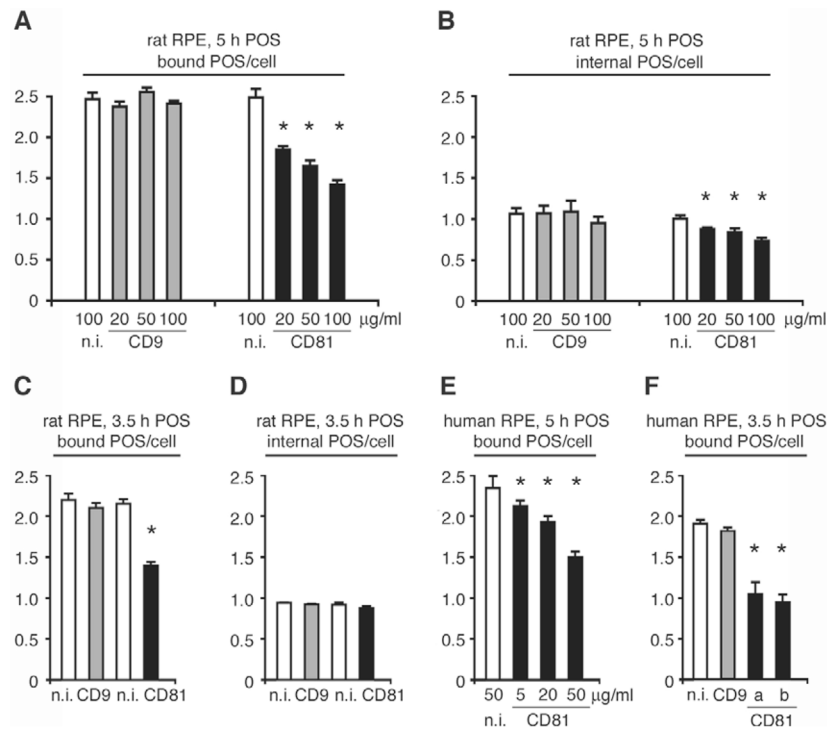 A
rat RPE, 5 h POS
bound POS/cell
2.5
2.0
1.5
1.0
0.5
0
* * *
100 20 50 100 100 20 50 100 µg/ml
n.i. CD9 n.i. CD81
B
rat RPE, 5 h POS
internal POS/cell
2.5
2.0
1.5
1.0
0.5
0
* * *
100 20 50 100 100 20 50 100 µg/ml
n.i. CD9 n.i. CD81
C
rat RPE, 3.5 h POS
bound POS/cell
2.5
2.0
1.5
1.0
0.5
0
*
n.i. CD9 n.i. CD81
D
rat RPE, 3.5 h POS
internal POS/cell
2.5
2.0
1.5
1.0
0.5
0
n.i. CD9 n.i. CD81
E
human RPE, 5 h POS
bound POS/cell
2.5
2.0
1.5
1.0
0.5
0
* * *
50 5 20 50 µg/ml
n.i. CD81
F
human RPE, 3.5 h POS
bound POS/cell
2.5
2.0
1.5
1.0
0.5
0
* *
n.i. CD9 a b
CD81